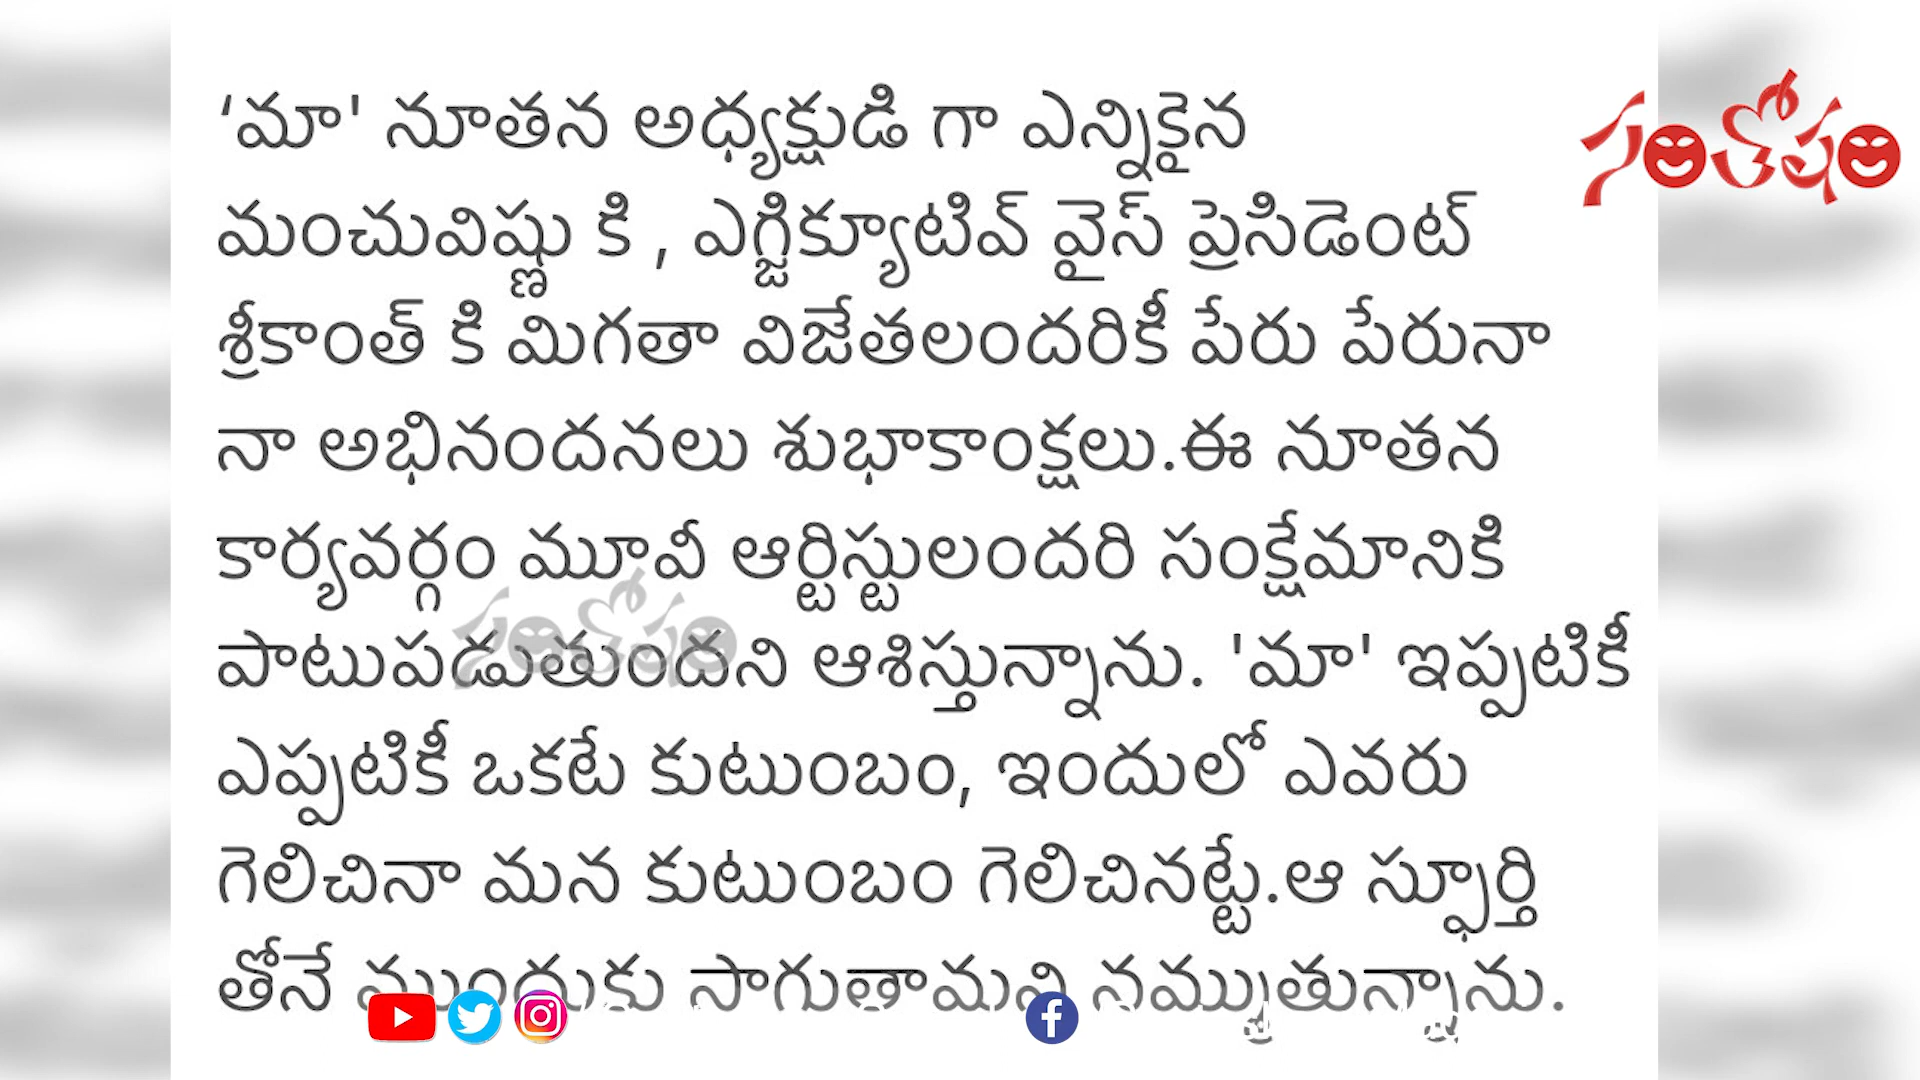 ‘మా' నూతన అధ్యక్షుడి గా ఎన్నికైన
సంతోషం
మంచువిష్ణు కి , ఎగ్జిక్యూటివ్ వైస్ ప్రెసిడెంట్
శ్రీకాంత్ కి మిగతా విజేతలందరికీ పేరు పేరునా
నా అభినందనలు శుభాకాంక్షలు.ఈ నూతన
కార్యవర్గం మూవీ ఆర్టిస్టులందరి సంక్షేమానికి
సంతోషం
పాటుపడుతుందని ఆశిస్తున్నాను. 'మా' ఇప్పటికీ
ఎప్పటికీ ఒకటే కుటుంబం, ఇందులో ఎవరు
గెలిచినా మన కుటుంబం గెలిచినట్టే.ఆ స్ఫూర్తి
తోనే ముందుకు సాగుతామని నమ్ముతున్నాను.